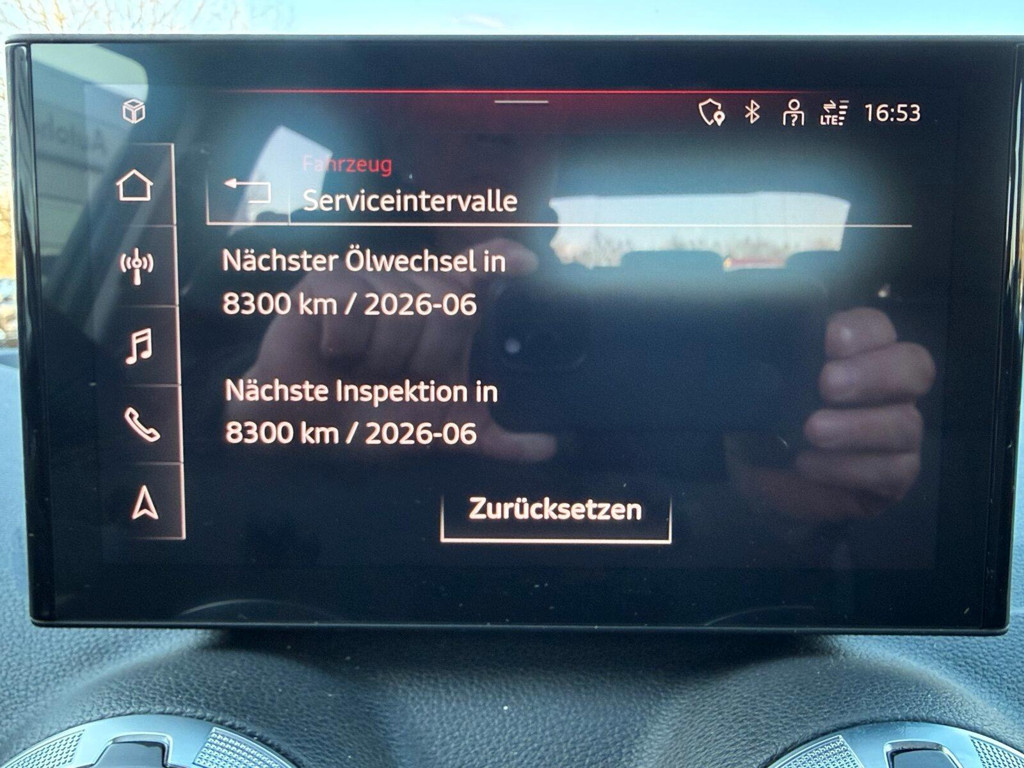 LTE 16:53
Fahrzeug
Serviceintervalle
Nächster Ölwechsel in
8300 km / 2026-06
Nächste Inspektion in
8300 km / 2026-06
Zurücksetzen